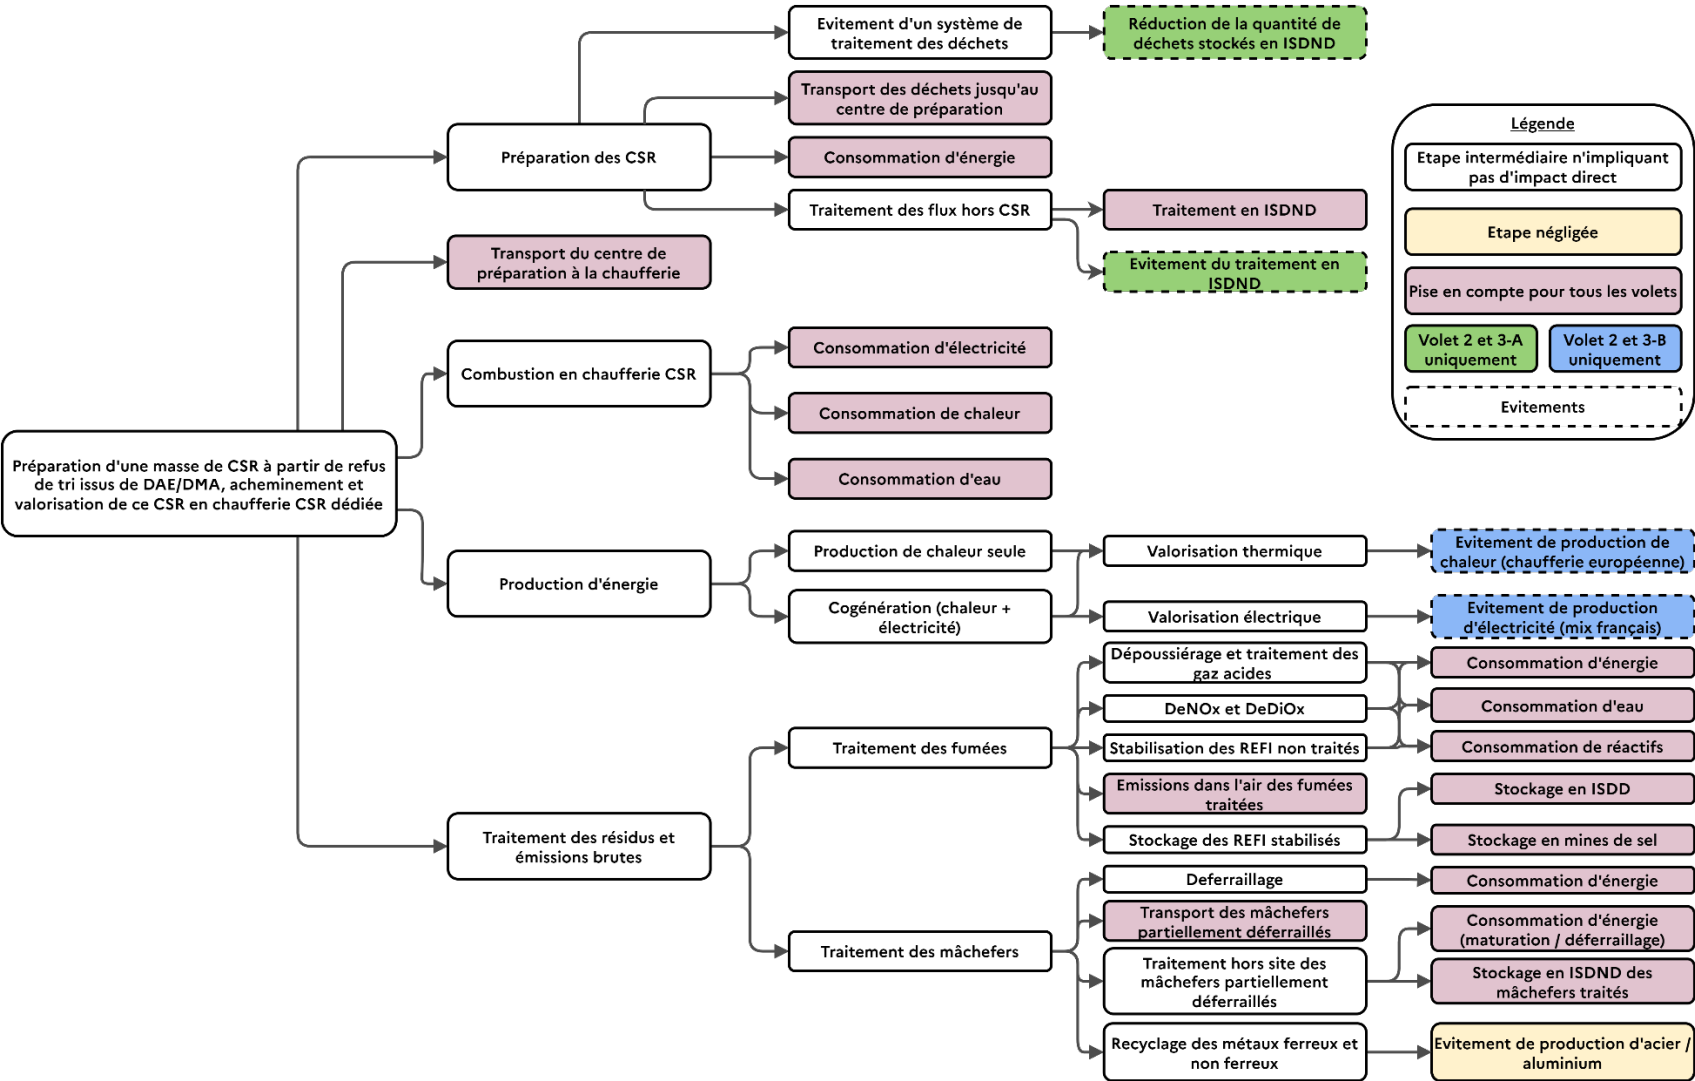 Evitement d'un système de
traitement des déchets
Réduction de la quantité de
déchets stockés en ISDND
Transport des déchets jusqu'au
centre de préparation
Préparation des CSR
Consommation d'énergie
Traitement des flux hors CSR
Traitement en ISDND
Evitement du traitement en
ISDND
Transport du centre de
préparation à la chaufferie
Légende
Etape intermédiaire n'impliquant
pas d'impact direct
Etape négligée
Pise en compte pour tous les volets
Volet 2 et 3-A
uniquement
Volet 2 et 3-B
uniquement
Evitements
Combustion en chaufferie CSR
Consommation d'électricité
Consommation de chaleur
Consommation d'eau
Préparation d'une masse de CSR à partir de refus
de tri issus de DAE/DMA, acheminement et
valorisation de ce CSR en chaufferie CSR dédiée
Production d'énergie
Production de chaleur seule
Valorisation thermique
Evitement de production de
chaleur (chaufferie européenne)
Cogénération (chaleur +
électricité)
Valorisation électrique
Evitement de production
d'électricité (mix français)
Traitement des résidus et
émissions brutes
Traitement des fumées
Dépoussiérage et traitement des
gaz acides
DeNOx et DeDiOx
Stabilisation des REFI non traités
Emissions dans l'air des fumées
traitées
Stockage des REFI stabilisés
Consommation d'énergie
Consommation d'eau
Consommation de réactifs
Stockage en ISDD
Stockage en mines de sel
Traitement des mâchefers
Deferraillage
Consommation d'énergie
Transport des mâchefers
partiellement déferraillés
Traitement hors site des
mâchefers partiellement
déferraillés
Consommation d'énergie
(maturation / déferraillage)
Stockage en ISDND des
mâchefers traités
Recyclage des métaux ferreux et
non ferreux
Evitement de production d'acier /
aluminium